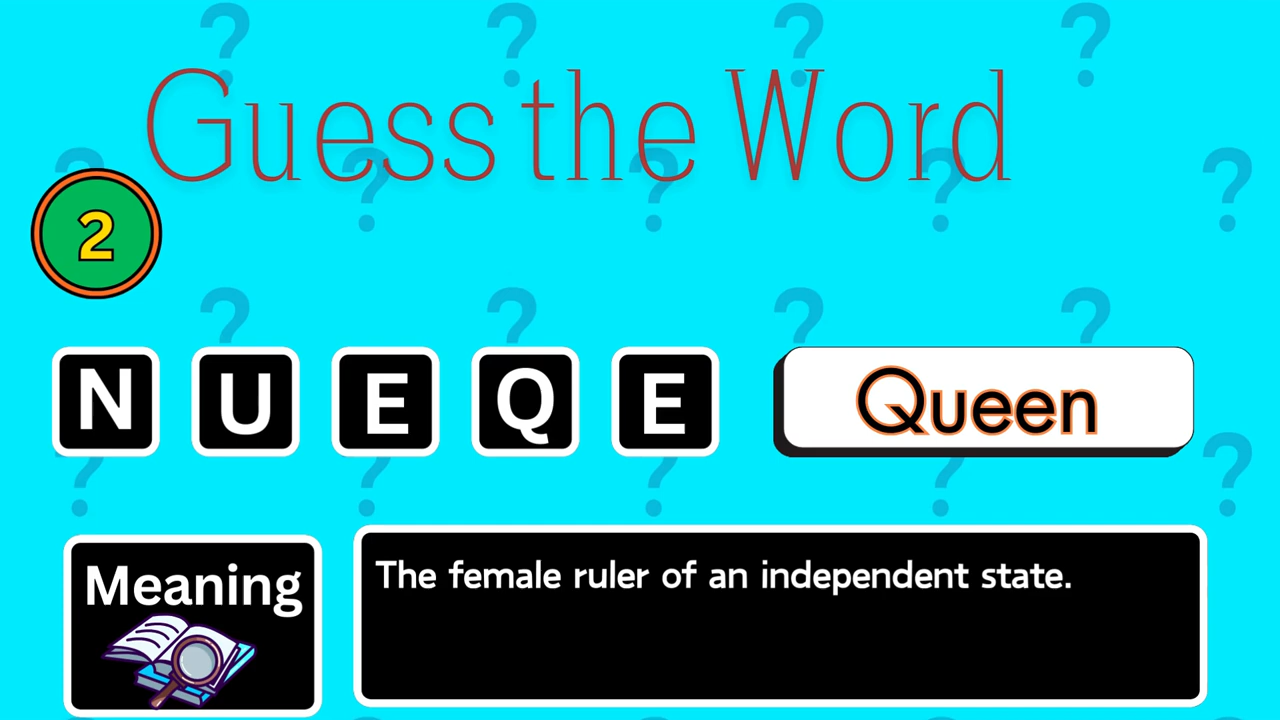 Guess the Word
2
N U E Q E
Queen
Meaning
The female ruler of an independent state.